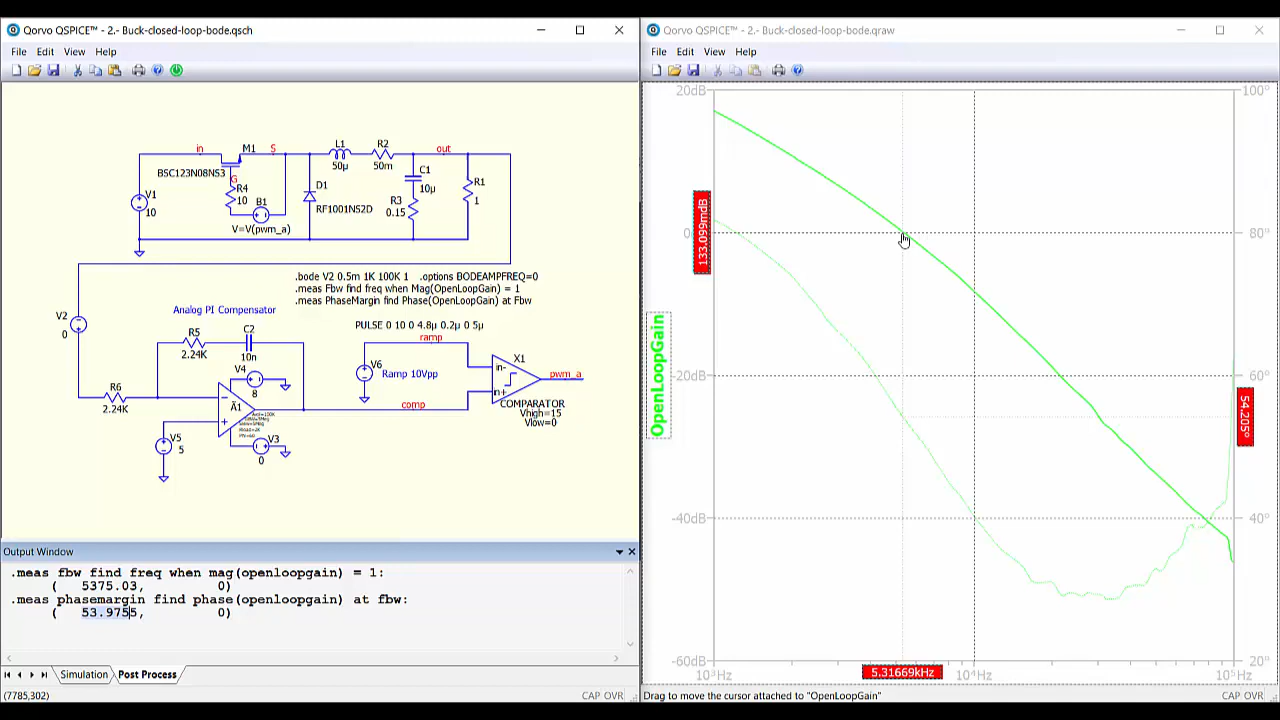 Qorvo QSPICE™ - 2.- Buck-closed-loop-bode.qsch
File Edit View Help
in
M1
S
L1
50µ
R2
50m
out
BSC123N08NS3
G
R4
10
B1
V=V(pwm_a)
V1
10
D1
RF1001NS2D
C1
10µ
R3
0.15
R1
1
.bode V2 0.5m 1K 100K 1 .options BODEAMPFREQ=0
.meas Fbw find freq when Mag(OpenLoopGain) = 1
.meas PhaseMargin find Phase(OpenLoopGain) at Fbw
V2
0
Analog PI Compensator
R5
2.24K
C2
10n
V4
8
R6
2.24K
Ã1
V5
5
V3
0
PULSE 0 10 0 4.8µ 0.2µ 0 5µ
ramp
V6
Ramp 10Vpp
comp
X1
in-
in+
pwm_a
COMPARATOR
Vhigh=15
Vlow=0
Output Window
.meas fbw find freq when mag(openloopgain) = 1:
( 5375.03, 0)
.meas phasemargin find phase(openloopgain) at fbw:
( 53.9755, 0)
Simulation Post Process
(7785,302) CAP OVR
Qorvo QSPICE™ - 2.- Buck-closed-loop-bode.qraw
File Edit View Help
20dB 100°
133.099mdB
80°
OpenLoopGain
-20dB 60°
54.205°
-40dB 40°
-60dB 20°
10³Hz 5.31669kHz 10⁴Hz 10⁵Hz
Drag to move the cursor attached to "OpenLoopGain" CAP OVR